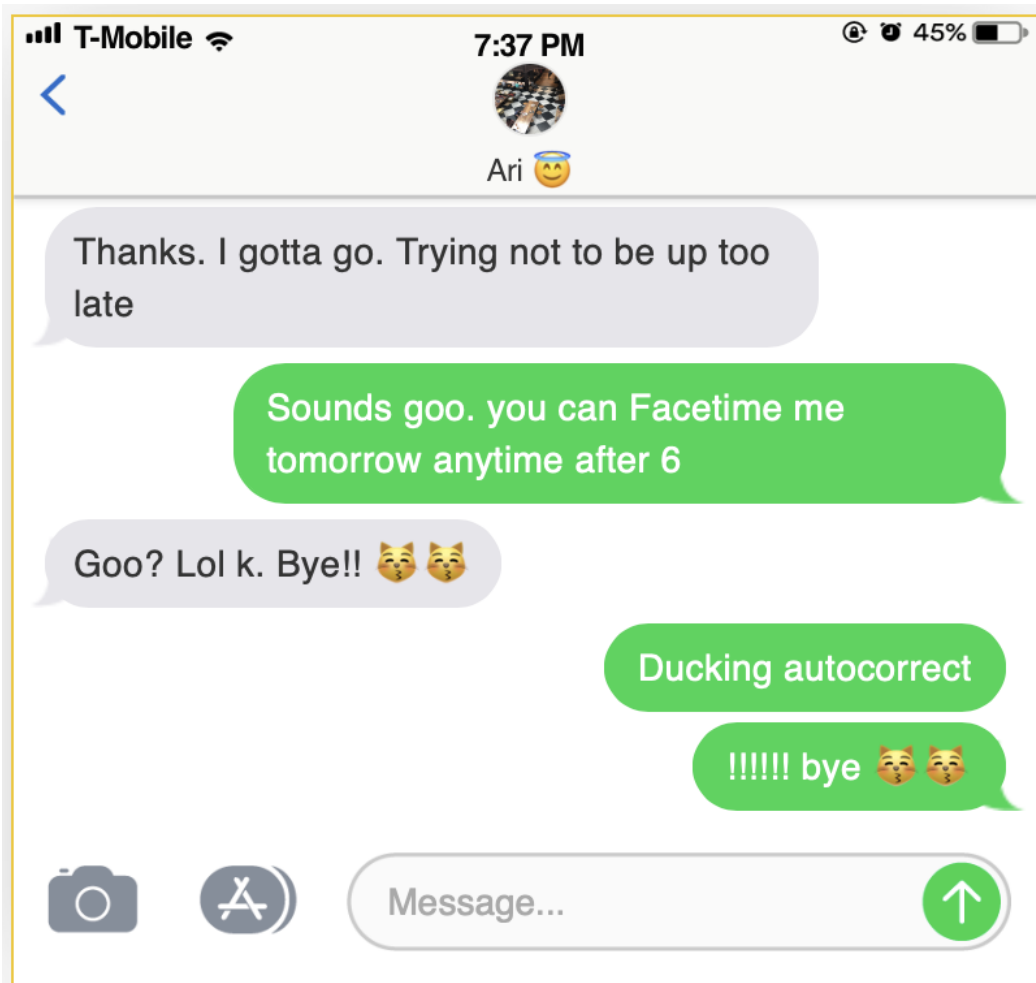 T-Mobile
7:37 PM
45%
Ari 😇
Thanks. I gotta go. Trying not to be up too
late
Sounds goo. you can Facetime me
tomorrow anytime after 6
Goo? Lol k. Bye!! 😽😽
Ducking autocorrect
!!!!!! bye 😽😽
Message...